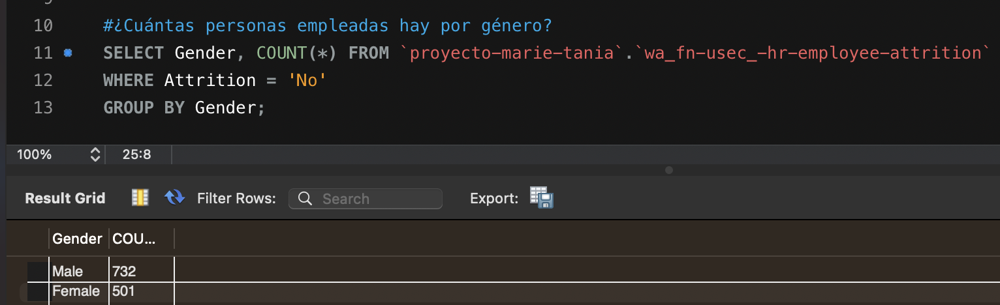 10 #¿Cuántas personas empleadas hay por género?
11 SELECT Gender, COUNT(*) FROM `proyecto-marie-tania`.`wa_fn-usec_-hr-employee-attrition`
12 WHERE Attrition = 'No'
13 GROUP BY Gender;
100% 25:8
Result Grid Filter Rows: Search Export:
Gender COU...
Male 732
Female 501